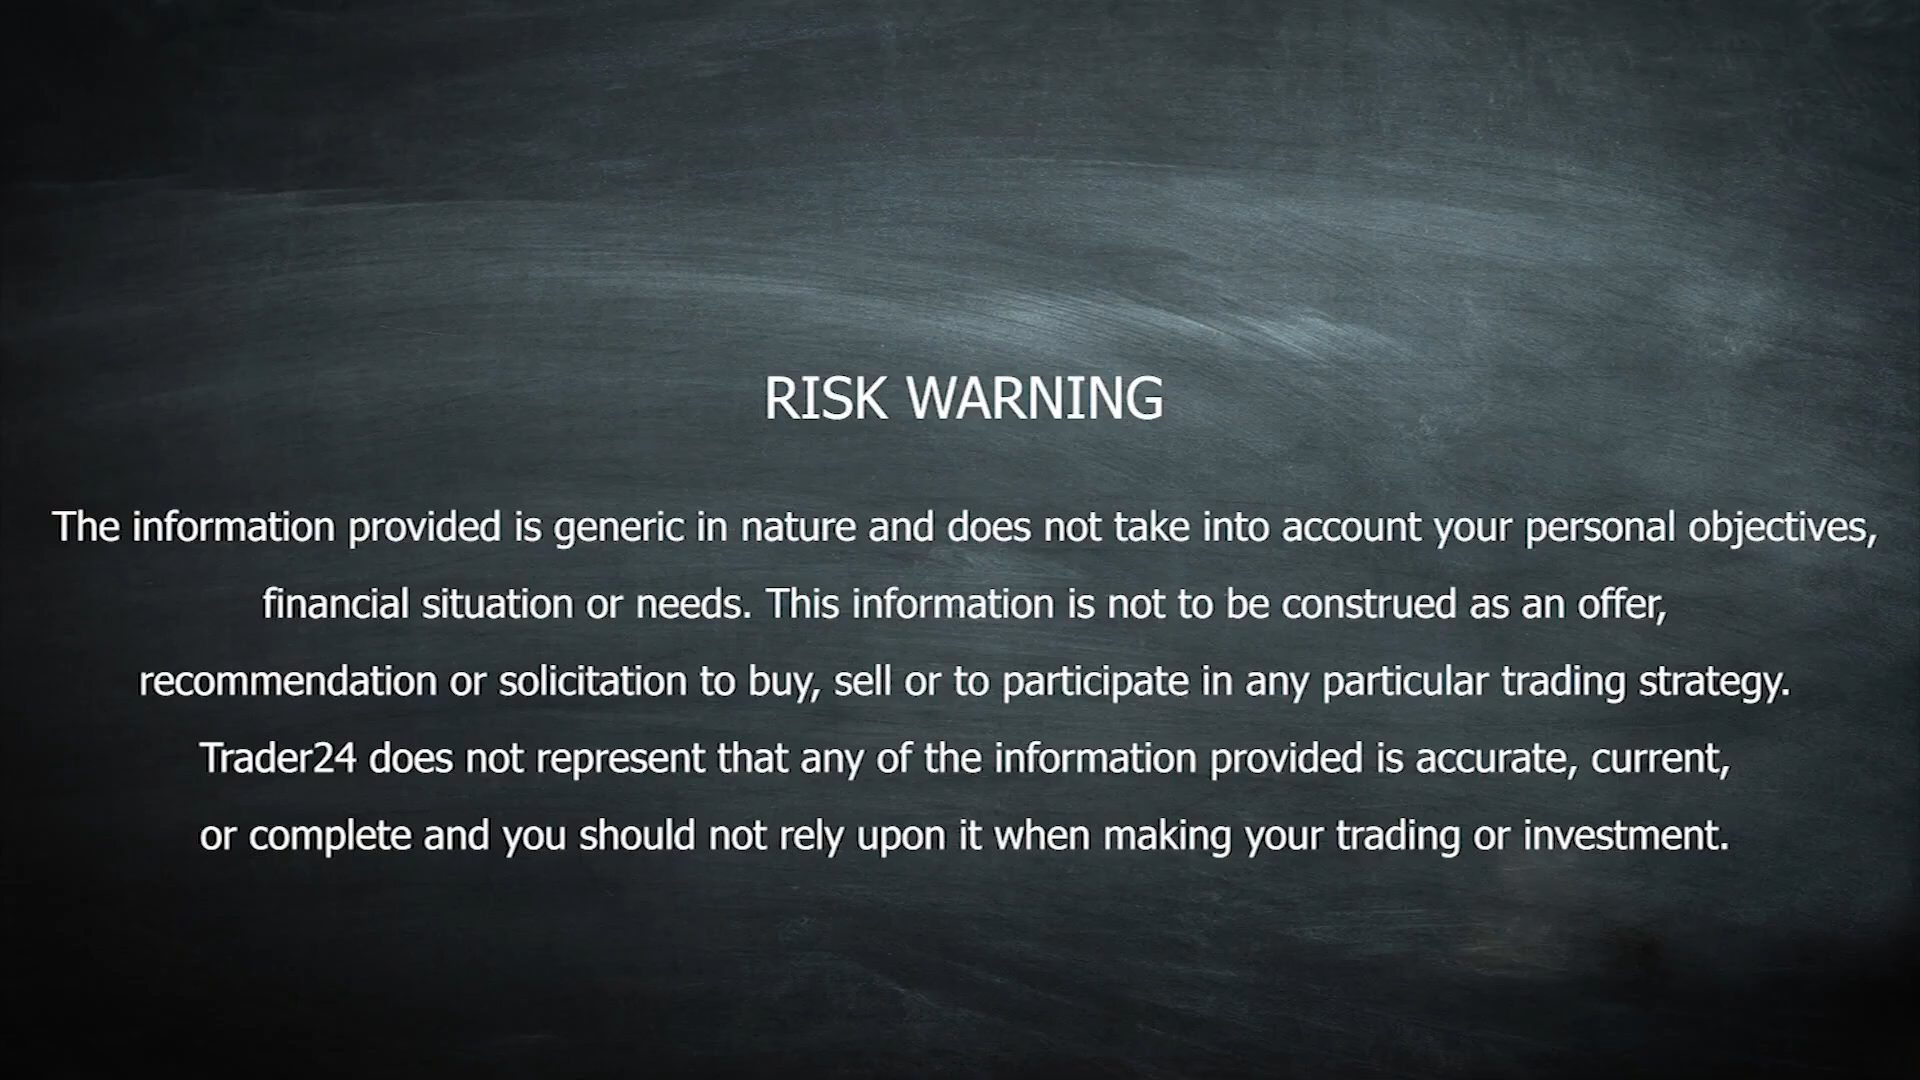 RISK WARNING
The information provided is generic in nature and does not take into account your personal objectives,
financial situation or needs. This information is not to be construed as an offer,
recommendation or solicitation to buy, sell or to participate in any particular trading strategy.
Trader24 does not represent that any of the information provided is accurate, current,
or complete and you should not rely upon it when making your trading or investment.